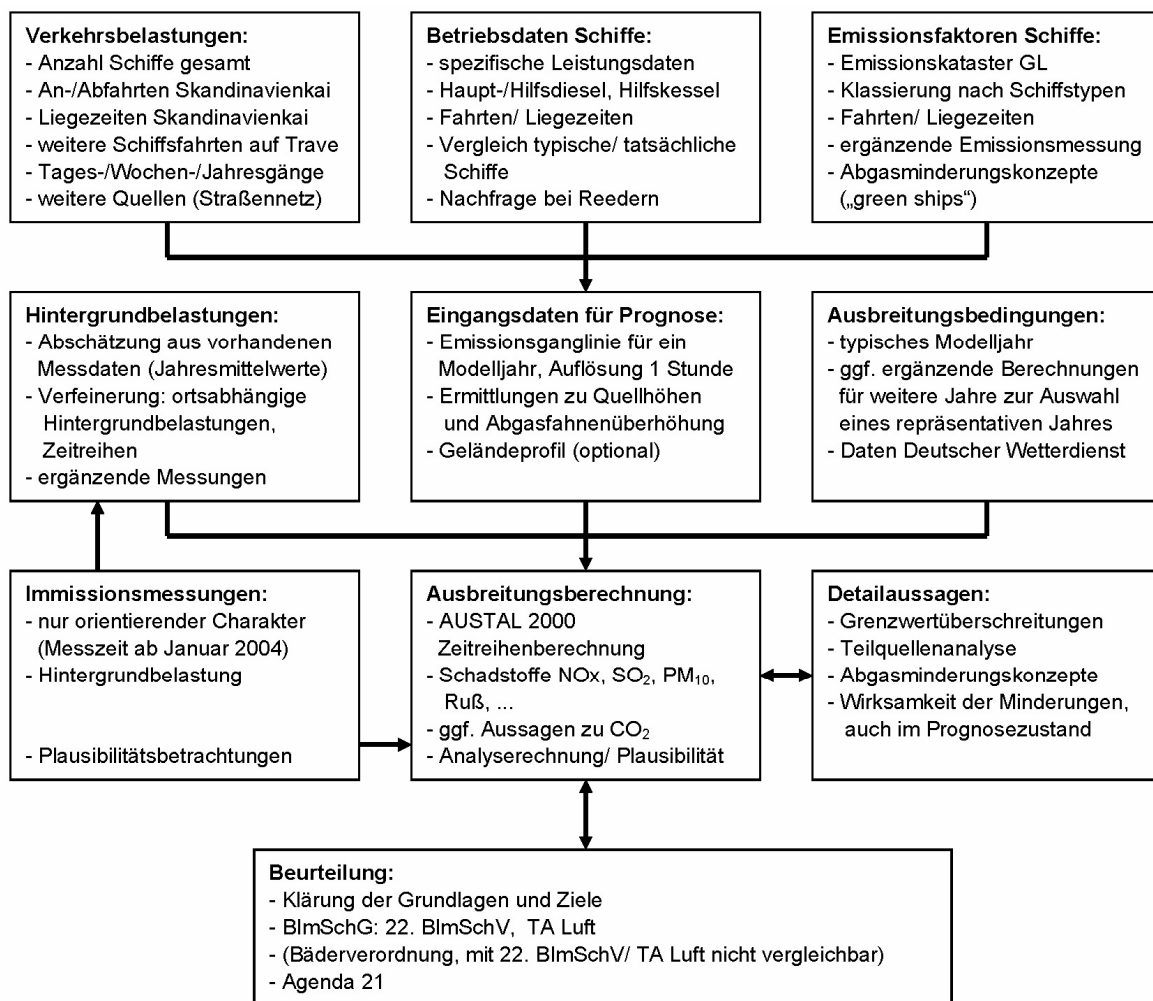 Verkehrsbelastungen:
- Anzahl Schiffe gesamt
- An-/Abfahrten Skandinavienkai
- Liegezeiten Skandinavienkai
- weitere Schiffsfahrten auf Trave
- Tages-/Wochen-/Jahresgänge
- weitere Quellen (Straßennetz)
Betriebsdaten Schiffe:
- spezifische Leistungsdaten
- Haupt-/Hilfsdiesel, Hilfskessel
- Fahrten/ Liegezeiten
- Vergleich typische/ tatsächliche
Schiffe
- Nachfrage bei Reedern
Emissionsfaktoren Schiffe:
- Emissionskataster GL
- Klassierung nach Schiffstypen
- Fahrten/ Liegezeiten
- ergänzende Emissionsmessung
- Abgasminderungskonzepte
(„green ships“)
Hintergrundbelastungen:
- Abschätzung aus vorhandenen
Messdaten (Jahresmittelwerte)
- Verfeinerung: ortsabhängige
Hintergrundbelastungen,
Zeitreihen
- ergänzende Messungen
Eingangsdaten für Prognose:
- Emissionsganglinie für ein
Modelljahr, Auflösung 1 Stunde
- Ermittlungen zu Quellhöhen
und Abgasfahnenüberhöhung
- Geländeprofil (optional)
Ausbreitungsbedingungen:
- typisches Modelljahr
- ggf. ergänzende Berechnungen
für weitere Jahre zur Auswahl
eines repräsentativen Jahres
- Daten Deutscher Wetterdienst
Immissionsmessungen:
- nur orientierender Charakter
(Messzeit ab Januar 2004)
- Hintergrundbelastung
- Plausibilitätsbetrachtungen
Ausbreitungsberechnung:
- AUSTAL 2000
Zeitreihenberechnung
- Schadstoffe NOx, SO₂, PM₁₀,
Ruß, ...
- ggf. Aussagen zu CO₂
- Analyserechnung/ Plausibilität
Detailaussagen:
- Grenzwertüberschreitungen
- Teilquellenanalyse
- Abgasminderungskonzepte
- Wirksamkeit der Minderungen,
auch im Prognosezustand
Beurteilung:
- Klärung der Grundlagen und Ziele
- BImSchG: 22. BImSchV, TA Luft
- (Bäderverordnung, mit 22. BImSchV/ TA Luft nicht vergleichbar)
- Agenda 21